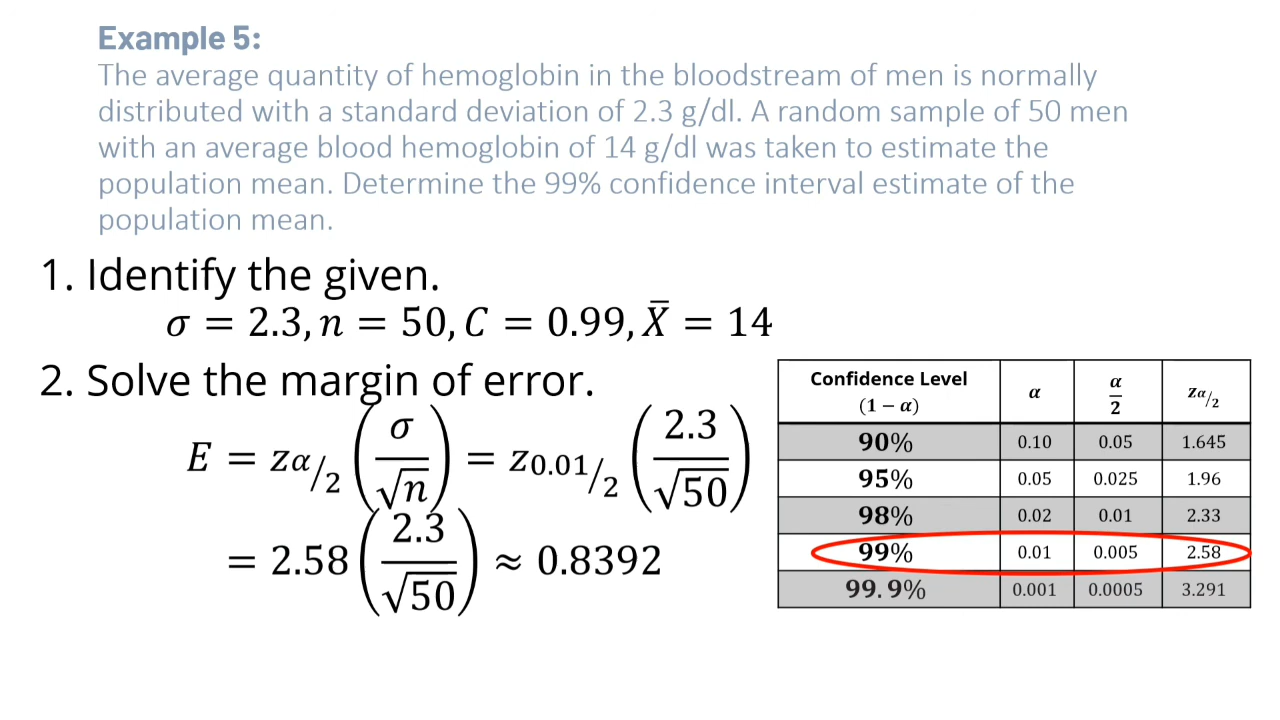 Example 5:
The average quantity of hemoglobin in the bloodstream of men is normally
distributed with a standard deviation of 2.3 g/dl. A random sample of 50 men
with an average blood hemoglobin of 14 g/dl was taken to estimate the
population mean. Determine the 99% confidence interval estimate of the
population mean.
1. Identify the given.
σ = 2.3, n = 50, C = 0.99, X̄ = 14
2. Solve the margin of error.
E = zα/2 (σ/√n) = z0.01/2 (2.3/√50)
= 2.58 (2.3/√50) ≈ 0.8392
Confidence Level (1 − α) α α/2 zα/2
90% 0.10 0.05 1.645
95% 0.05 0.025 1.96
98% 0.02 0.01 2.33
99% 0.01 0.005 2.58
99.9% 0.001 0.0005 3.291